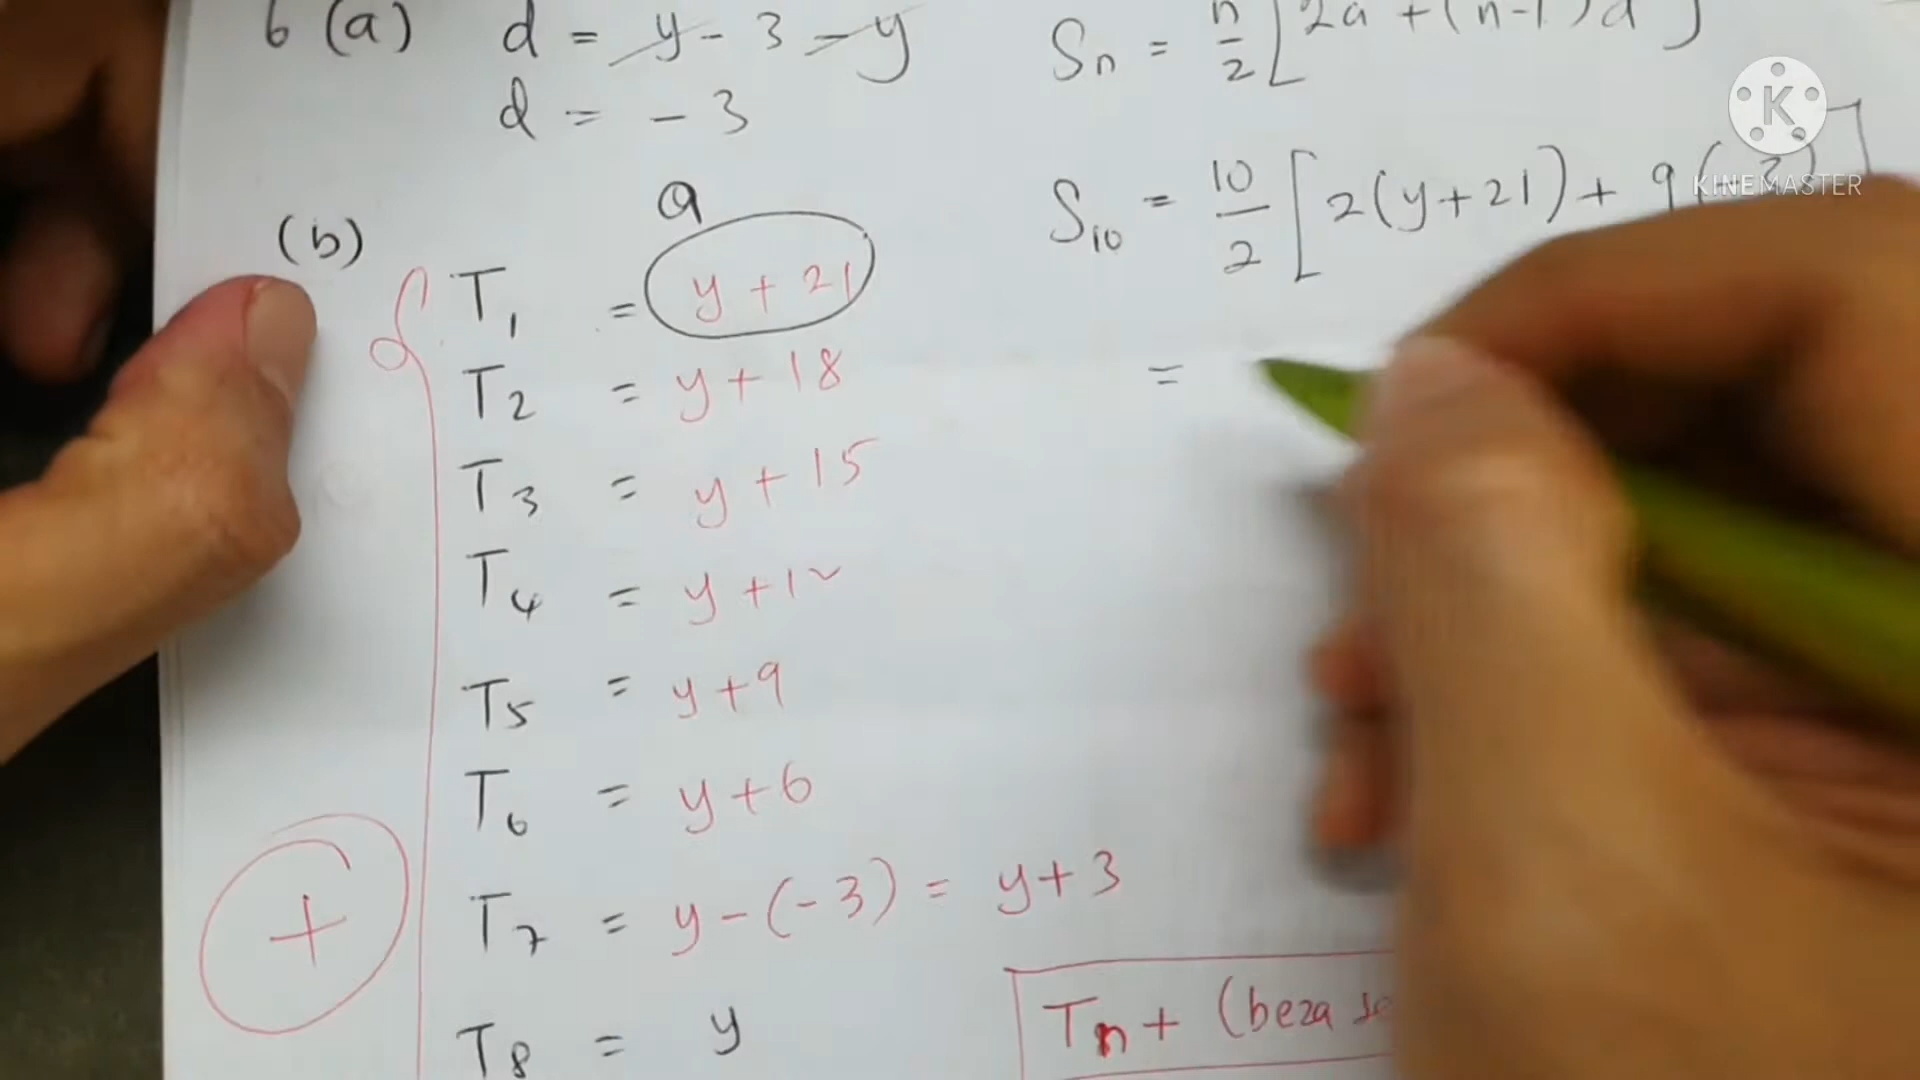 6 (a) d = y - 3 - y
d = - 3
Sn = n/2 [2a + (n-1)d]
S10 = 10/2 [2(y+21) + 9(-3)]
=
(b)
a
T1 = y + 21
T2 = y + 18
T3 = y + 15
T4 = y + 12
T5 = y + 9
T6 = y + 6
T7 = y - (-3) = y + 3
T8 = y
+
Tn + (beza
K
KINEMASTER